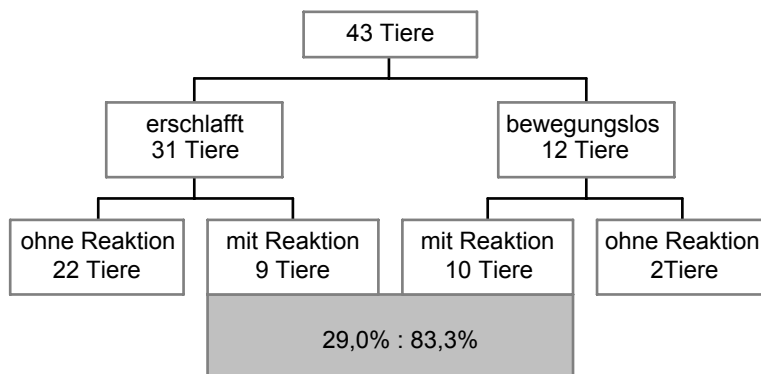 43 Tiere
erschlafft
31 Tiere
bewegungslos
12 Tiere
ohne Reaktion
22 Tiere
mit Reaktion
9 Tiere
mit Reaktion
10 Tiere
ohne Reaktion
2Tiere
29,0% : 83,3%